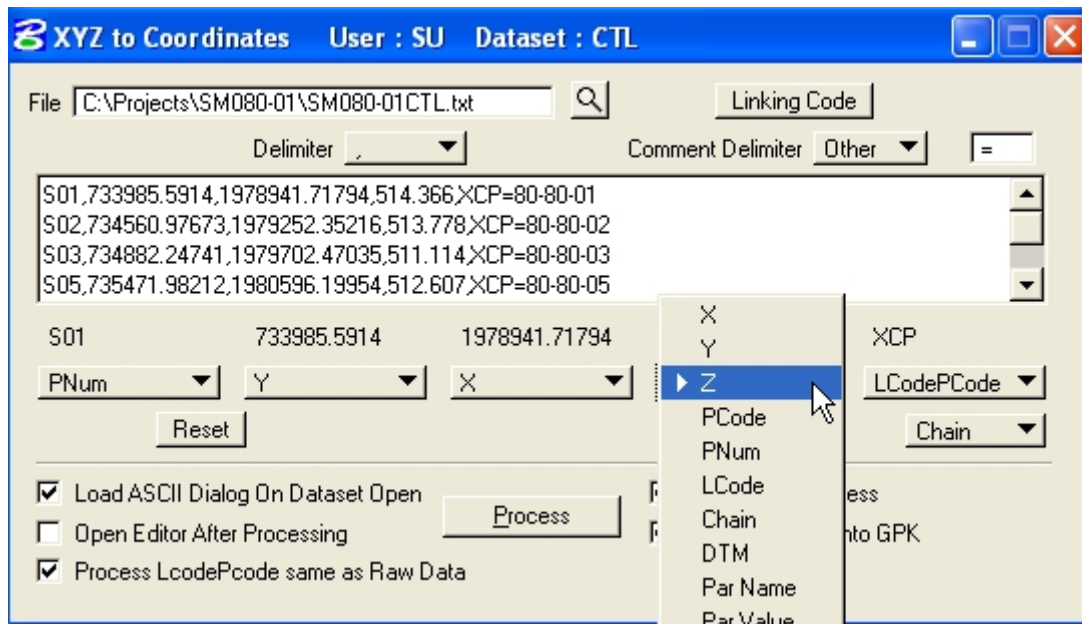 XYZ to Coordinates User : SU Dataset : CTL
File C:\Projects\SM080-01\SM080-01CTL.txt Linking Code
Delimiter , Comment Delimiter Other =
S01,733985.5914,1978941.71794,514.366,XCP=80-80-01
S02,734560.97673,1979252.35216,513.778,XCP=80-80-02
S03,734882.24741,1979702.47035,511.114,XCP=80-80-03
S05,735471.98212,1980596.19954,512.607,XCP=80-80-05
S01 733985.5914 1978941.71794 XCP
PNum Y X LCodePCode
Reset Chain
X
Y
Z
PCode
PNum
LCode
Chain
DTM
Par Name
Par Value
Load ASCII Dialog On Dataset Open
Open Editor After Processing
Process LcodePcode same as Raw Data
Process
ess
nto GPK